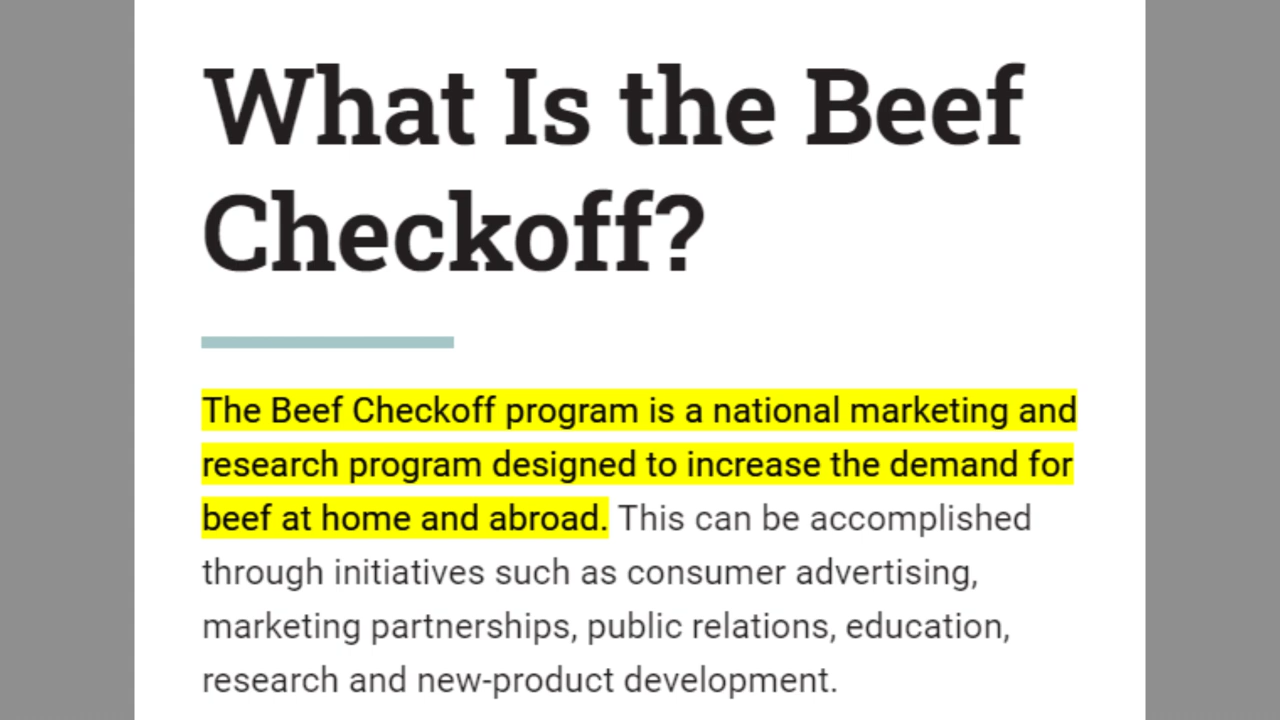 What Is the Beef
Checkoff?
The Beef Checkoff program is a national marketing and
research program designed to increase the demand for
beef at home and abroad. This can be accomplished
through initiatives such as consumer advertising,
marketing partnerships, public relations, education,
research and new-product development.